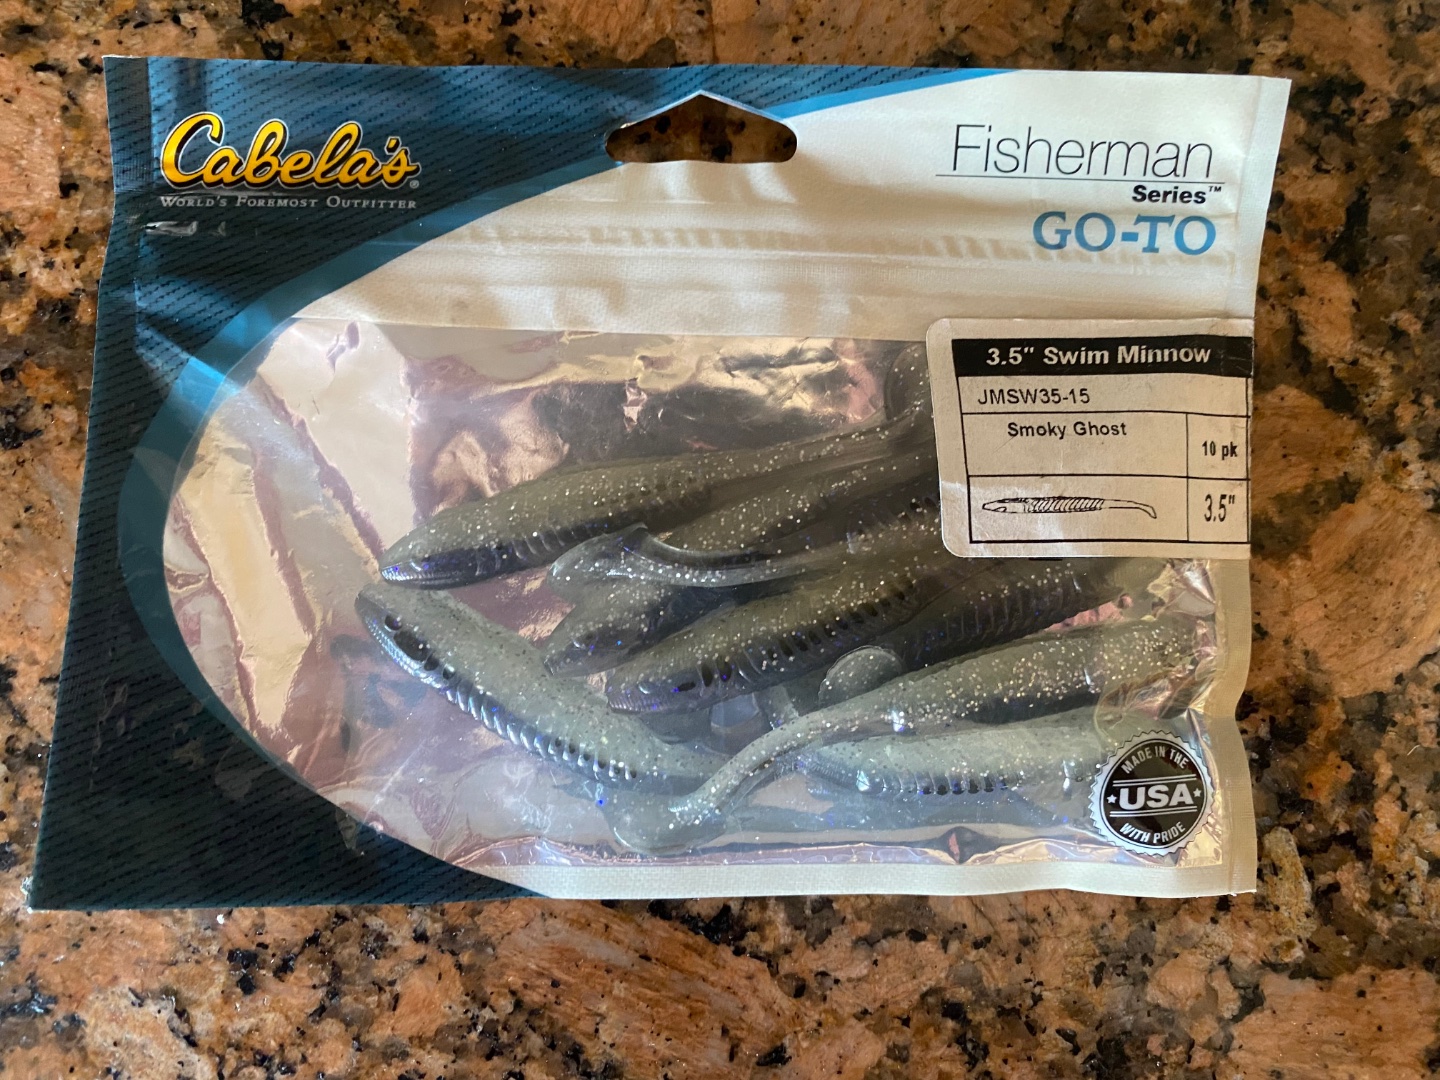 Cabela's®
WORLD'S FOREMOST OUTFITTER
Fisherman
Series™
GO-TO
3.5" Swim Minnow
JMSW35-15
Smoky Ghost
10 pk
3.5"
MADE IN THE
USA
WITH PRIDE